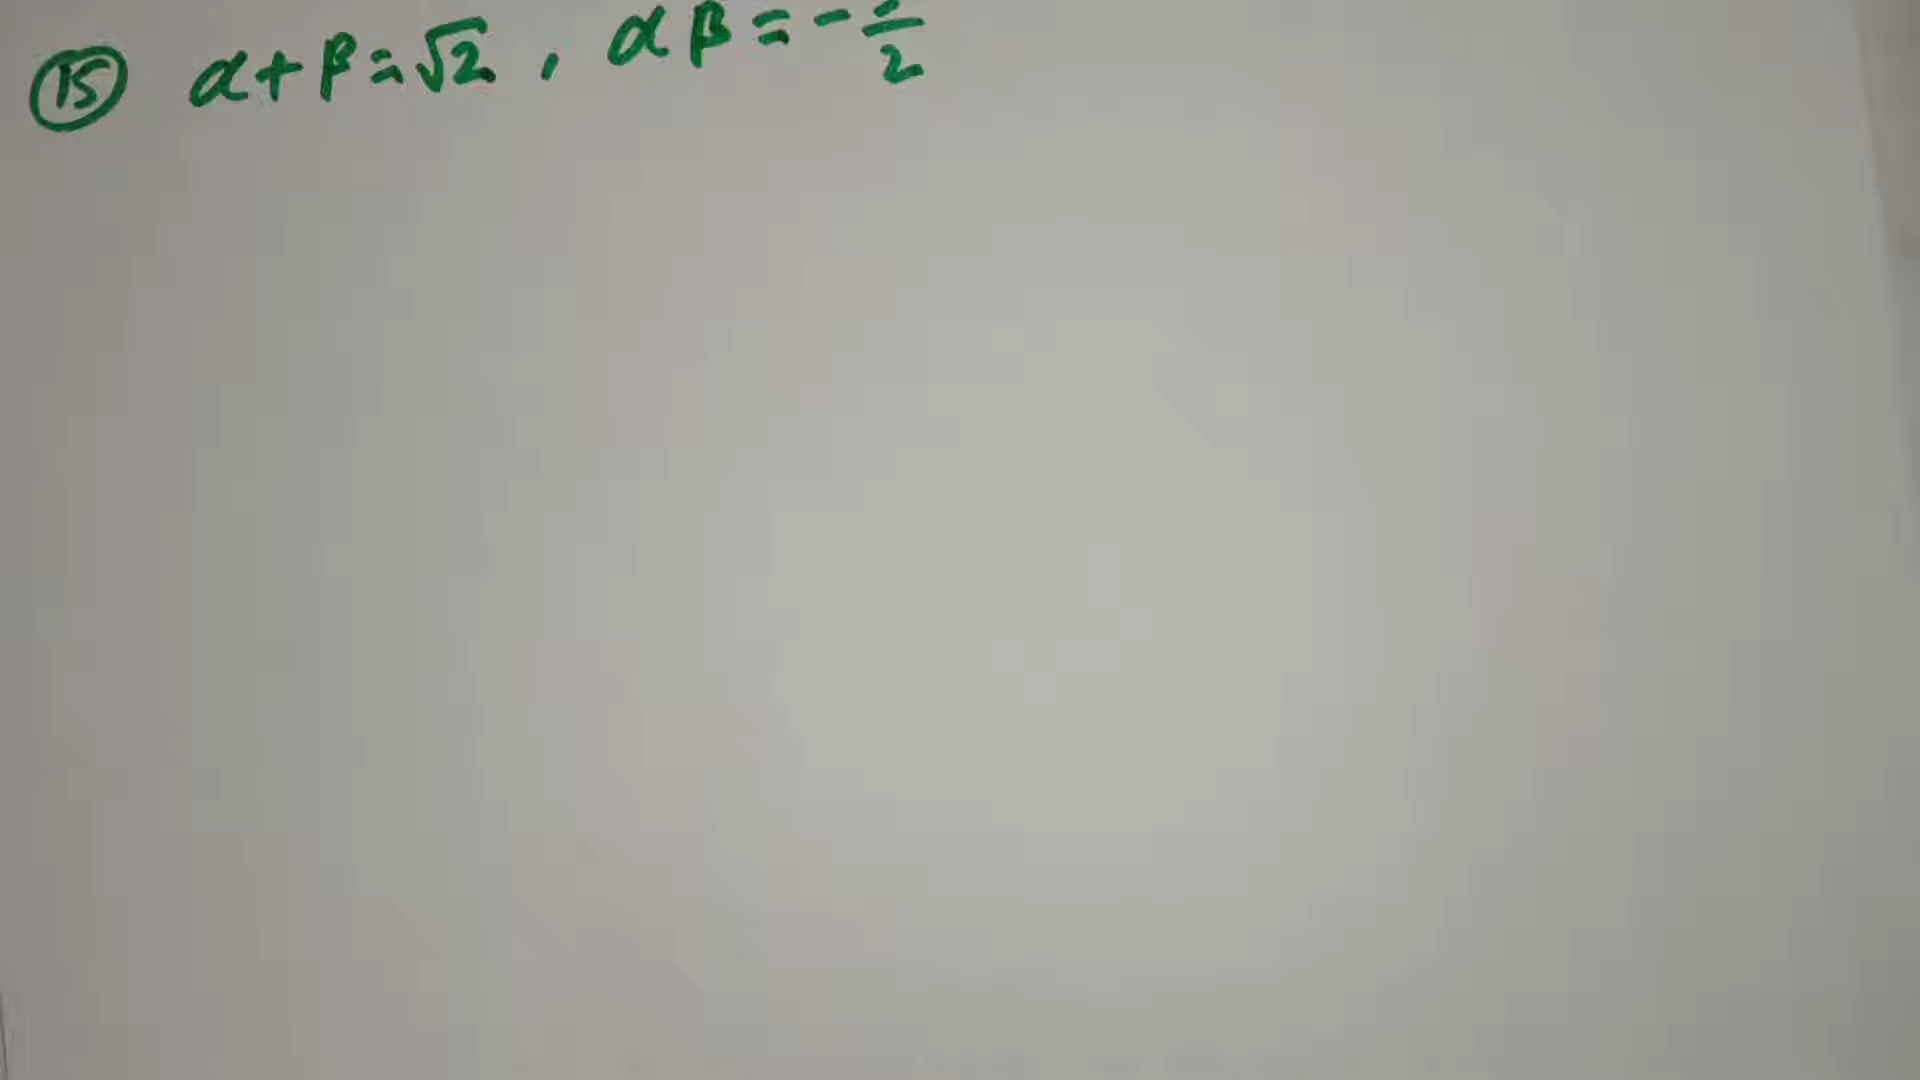 ⑮ α+β=√2 , αβ=-/2